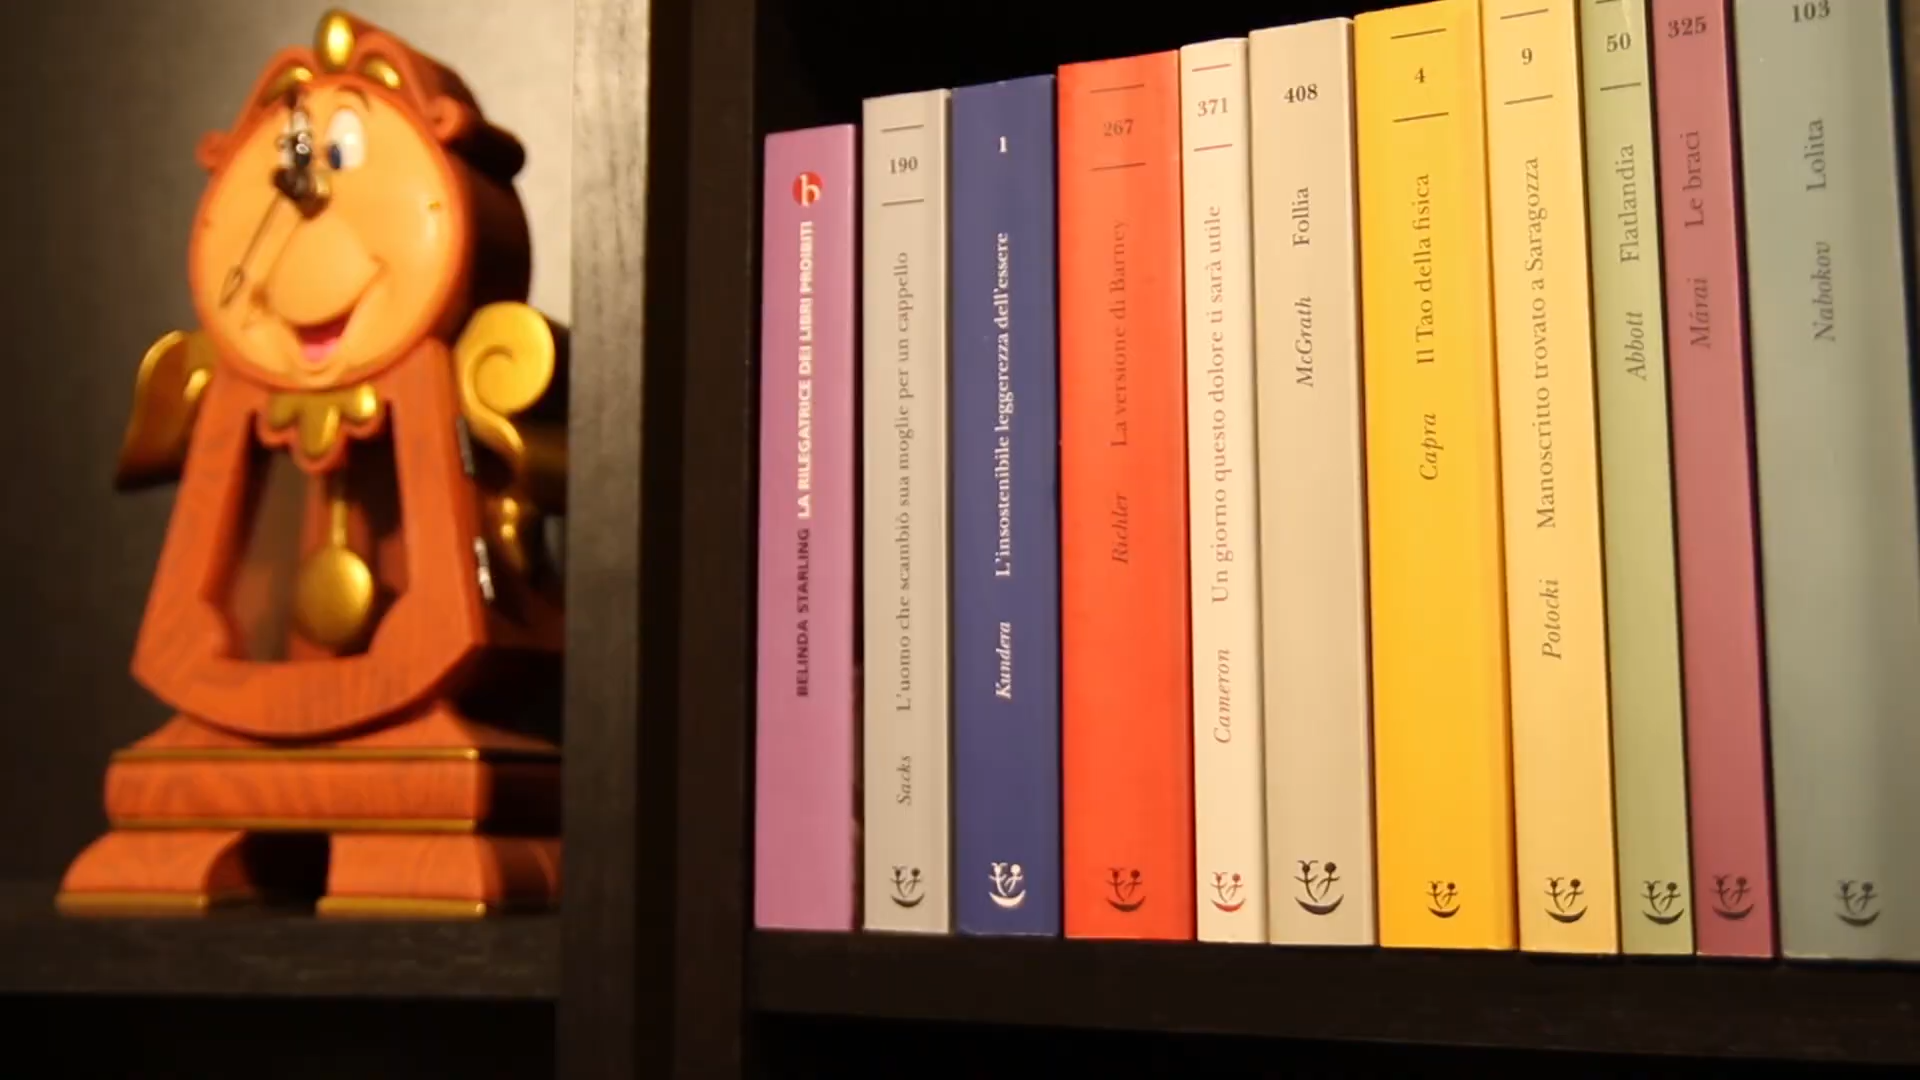 b
BELINDA STARLING LA RILEGATRICE DEI LIBRI PROIBITI
190
Sacks L'uomo che scambiò sua moglie per un cappello
1
Kundera L'insostenibile leggerezza dell'essere
267
Richler La versione di Barney
371
Cameron Un giorno questo dolore ti sarà utile
408
McGrath Follia
4
Capra Il Tao della fisica
9
Potocki Manoscritto trovato a Saragozza
50
Abbott Flatlandia
325
Márai Le braci
103
Nabokov Lolita